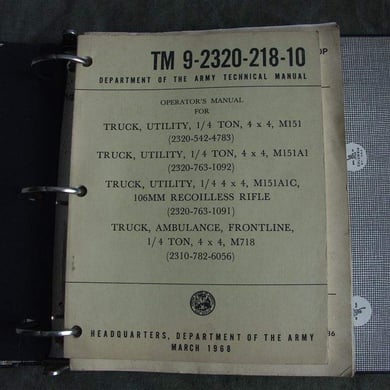 TM 9-2320-218-10
DEPARTMENT OF THE ARMY TECHNICAL MANUAL
OPERATOR'S MANUAL
FOR
TRUCK, UTILITY, 1/4 TON, 4 x 4, M151
(2320-542-4783)
TRUCK, UTILITY, 1/4 TON, 4 x 4, M151A1
(2320-763-1092)
TRUCK, UTILITY, 1/4 4 x 4, M151A1C,
106MM RECOILLESS RIFLE
(2320-763-1091)
TRUCK, AMBULANCE, FRONTLINE,
1/4 TON, 4 x 4, M718
(2310-782-6056)
HEADQUARTERS, DEPARTMENT OF THE ARMY
MARCH 1968